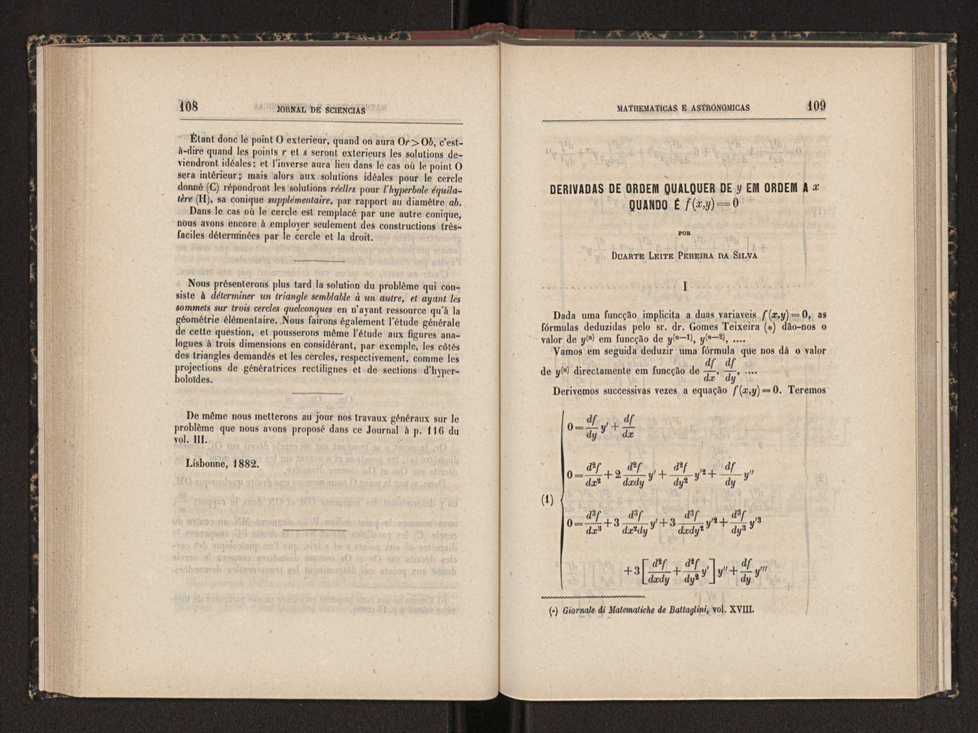 108
JORNAL DE SCIENCIAS
Étant donc le point O exterieur, quand on aura Or > Ob, c'est-
à-dire quand les points r et s seront exterieurs les solutions de-
viendront idéales; et l'inverse aura lieu dans le cas où le point O
sera intérieur; mais alors aux solutions idéales pour le cercle
donné (C) répondront les solutions réelles pour l'hyperbole équila-
tère (H), sa conique supplémentaire, par rapport au diamètre ab.
Dans le cas où le cercle est remplacé par une autre conique,
nous avons encore à employer seulement des constructions très-
faciles déterminées par le cercle et la droit.
Nous présenterons plus tard la solution du problème qui con-
siste à déterminer un triangle semblable à un autre, et ayant les
sommets sur trois cercles quelconques en n'ayant ressource qu'à la
géométrie élémentaire. Nous fairons également l'étude générale
de cette question, et pousserons même l'étude aux figures ana-
logues à trois dimensions en considérant, par exemple, les côtés
des triangles demandés et les cercles, respectivement, comme les
projections de génératrices rectilignes et de sections d'hyper-
boloïdes.
De même nous metterons au jour nos travaux généraux sur le
problème que nous avons proposé dans ce Journal à p. 116 du
vol. III.
Lisbonne, 1882.
MATHEMATICAS E ASTRONOMICAS
109
DERIVADAS DE ORDEM QUALQUER DE y EM ORDEM A x
QUANDO É f(x,y) = 0
POR
DUARTE LEITE PEREIRA DA SILVA
I
Dada uma funcção implicita a duas variaveis f(x,y) = 0, as
fórmulas deduzidas pelo sr. dr. Gomes Teixeira (*) dão-nos o
valor de y⁽ⁿ⁾ em funcção de y⁽ⁿ⁻¹⁾, y⁽ⁿ⁻²⁾, ....
Vamos em seguida deduzir uma fórmula que nos dá o valor
de y⁽ⁿ⁾ directamente em funcção de df/dx, df/dy, ....
Derivemos successivas vezes a equação f(x,y) = 0. Teremos
0 = df/dy y' + df/dx
0 = d²f/dx² + 2 d²f/dxdy y' + d²f/dy² y'² + df/dy y''
(1)
0 = d³f/dx³ + 3 d³f/dx²dy y' + 3 d³f/dxdy² y'² + d³f/dy³ y'³
+ 3 [d²f/dxdy + d²f/dy² y'] y'' + df/dy y'''
(*) Giornale di Matematiche de Battaglini, vol. XVIII.